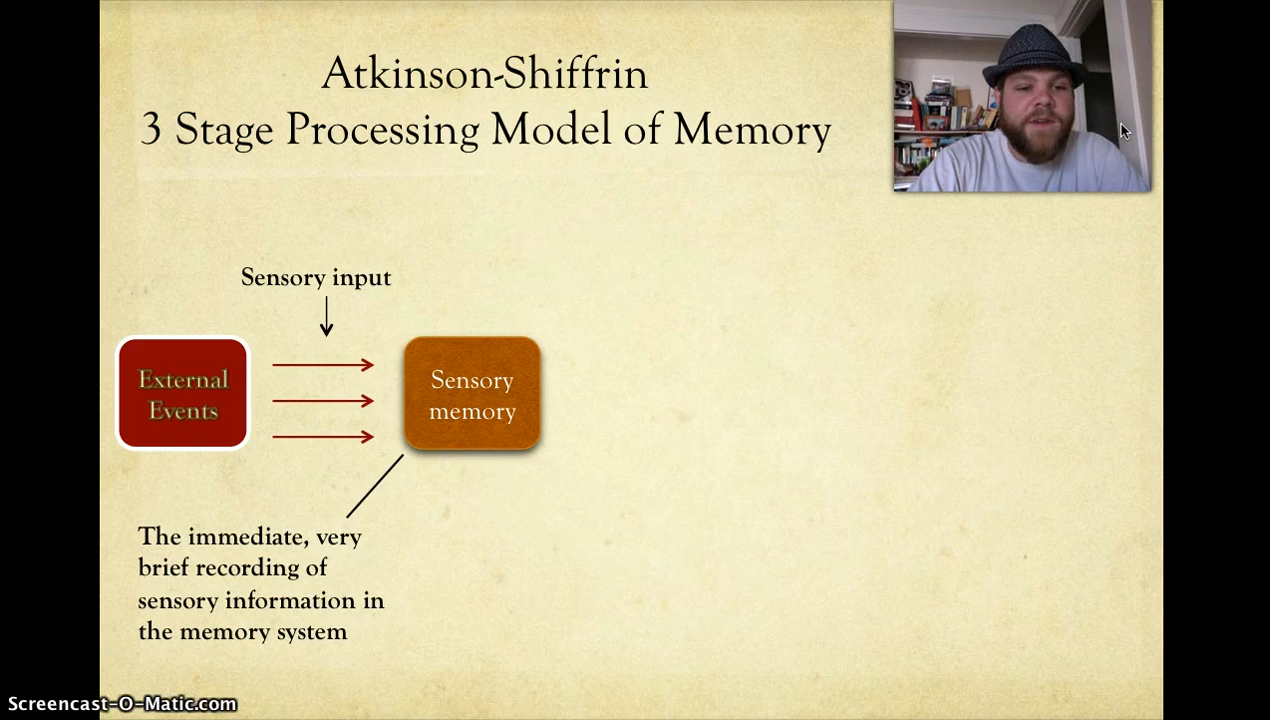 Atkinson-Shiffrin
3 Stage Processing Model of Memory
Sensory input
External
Events
Sensory
memory
The immediate, very
brief recording of
sensory information in
the memory system
Screencast-O-Matic.com